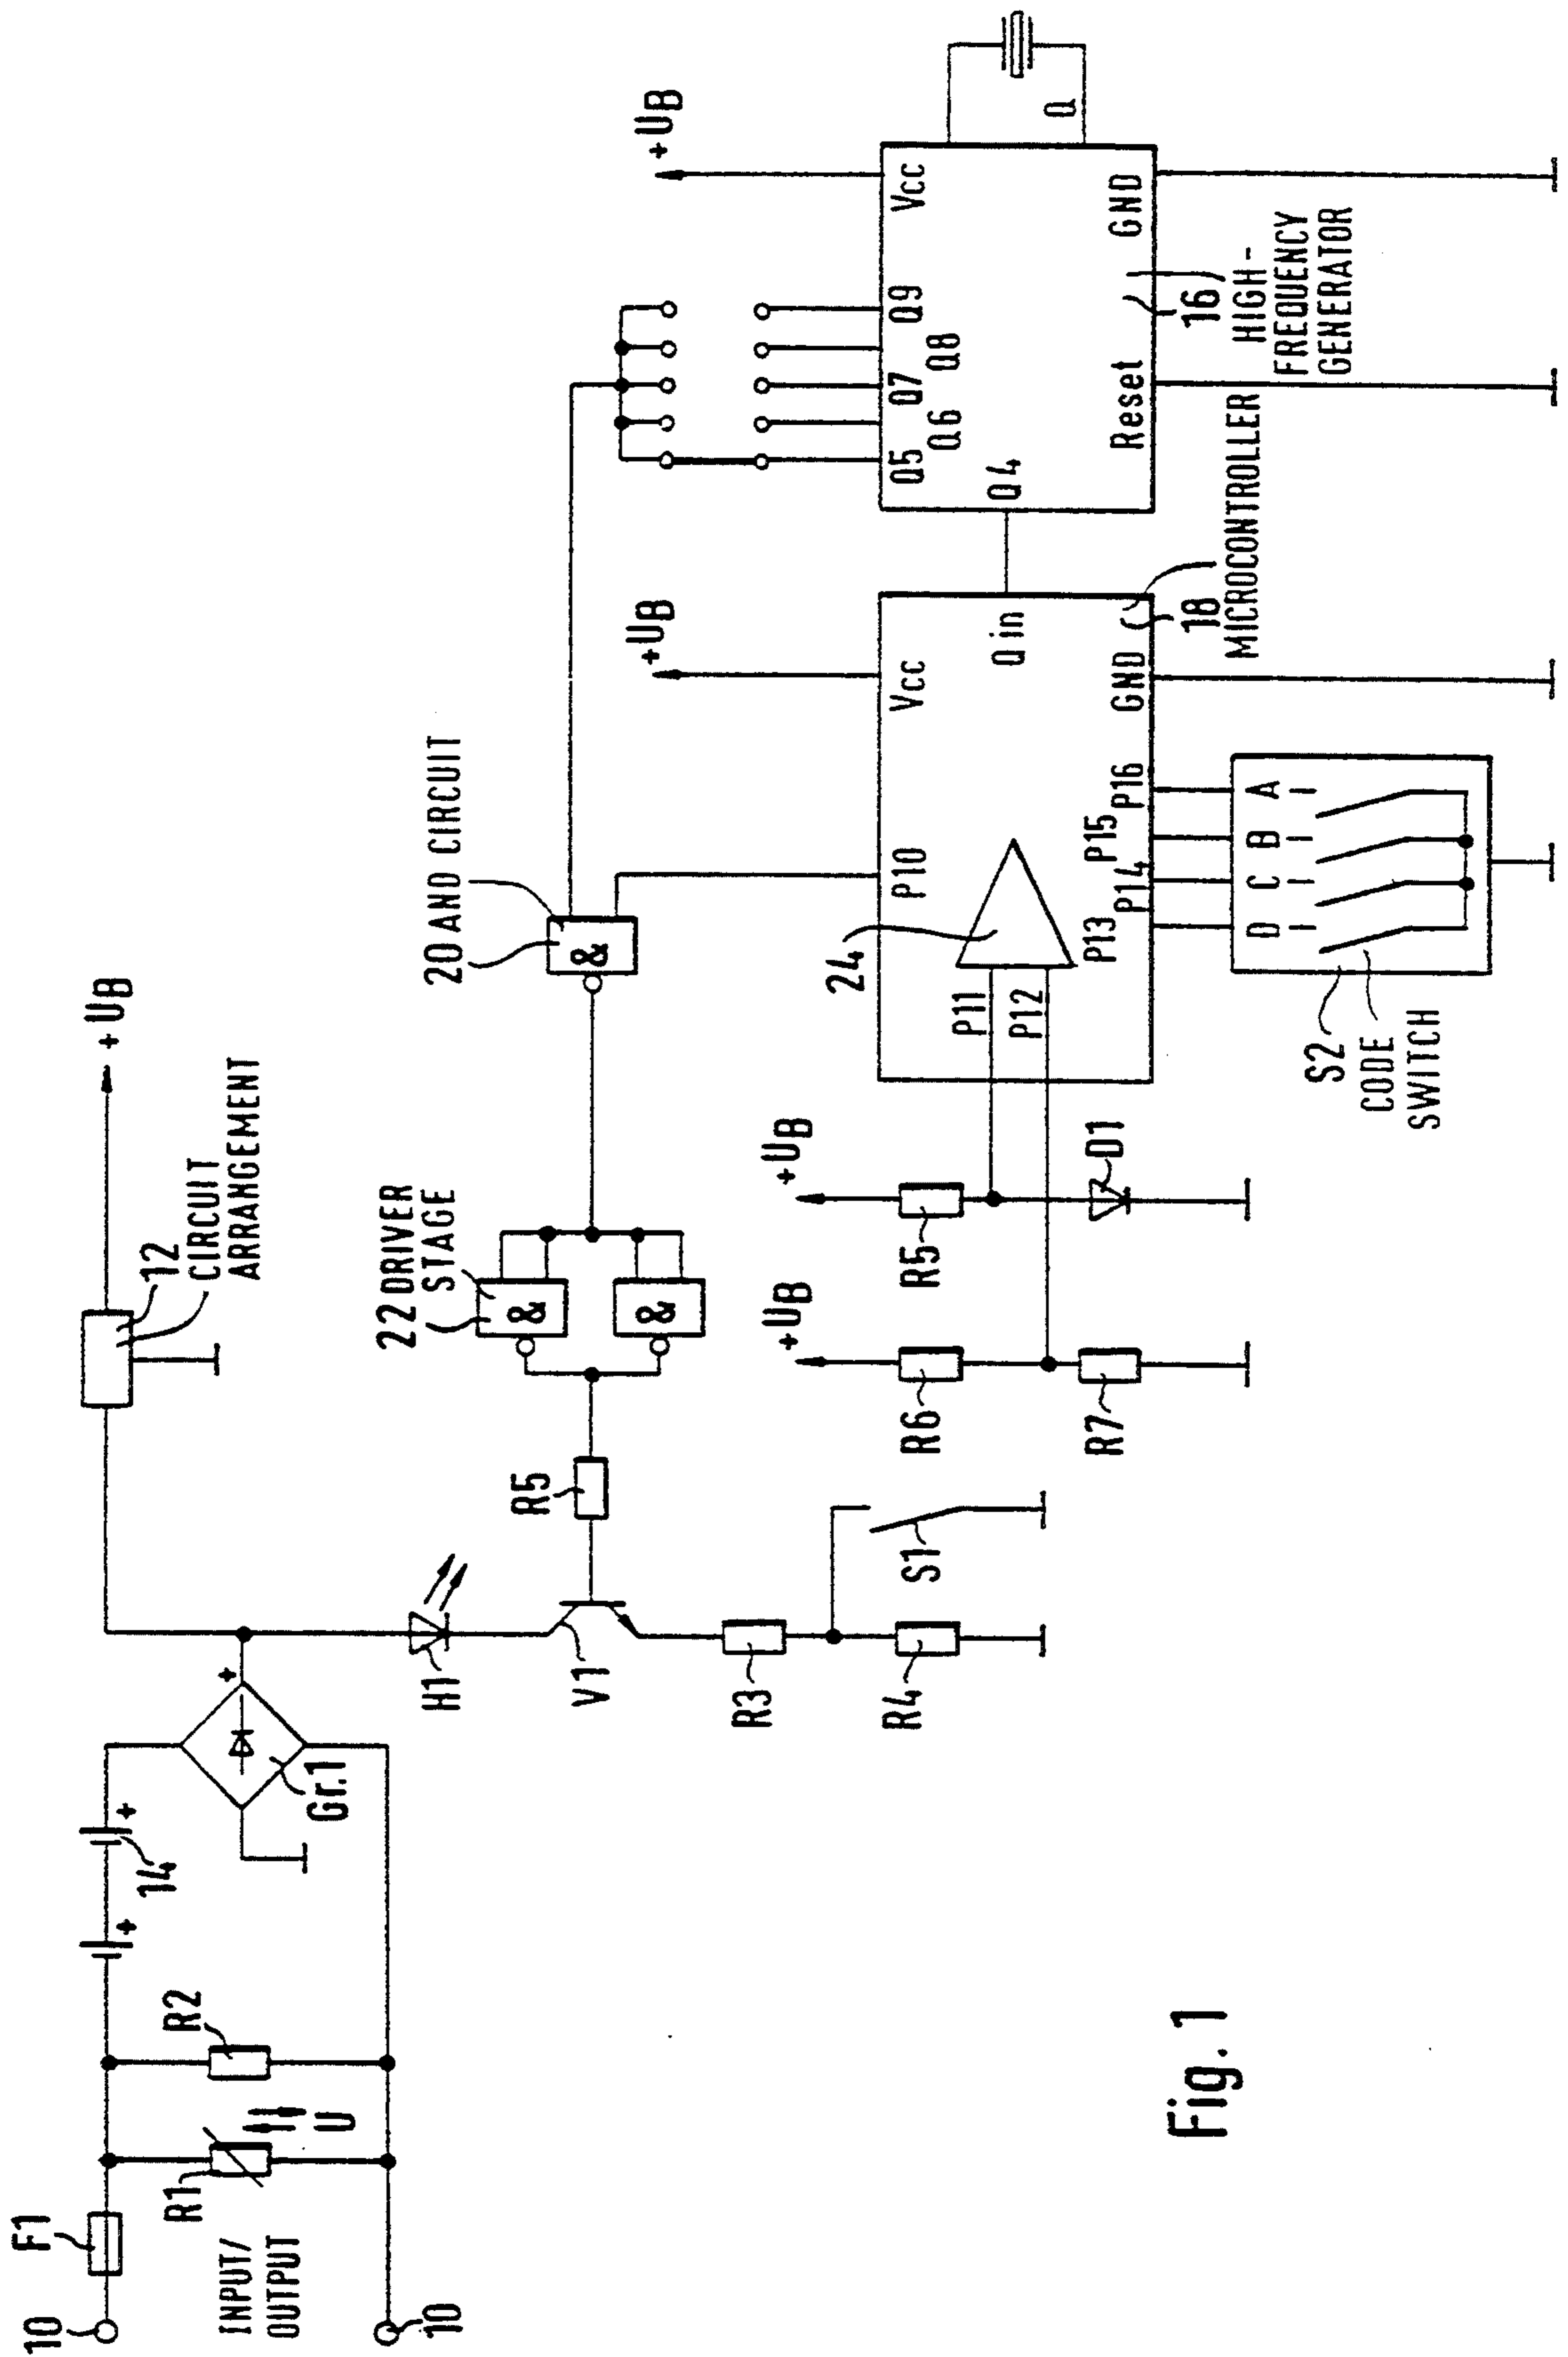 10
F1
R1
U
R2
INPUT/
OUTPUT
10
+
14
+
+
Gr.1
12
CIRCUIT
ARRANGEMENT
+UB
H1
V1
R3
R4
S1
R5
22 DRIVER
STAGE
&
&
20 AND CIRCUIT
&
+UB
R6
R7
+UB
R5
D1
24
P11
P12
P10
Vcc
+UB
Q in
P13
P14
P15
P16
GND
18
MICROCONTROLLER
D
C
B
A
S2
CODE
SWITCH
Q5
Q6
Q7
Q8
Q9
Vcc
+UB
Q4
Q
Reset
GND
16
HIGH-
FREQUENCY
GENERATOR
Fig. 1